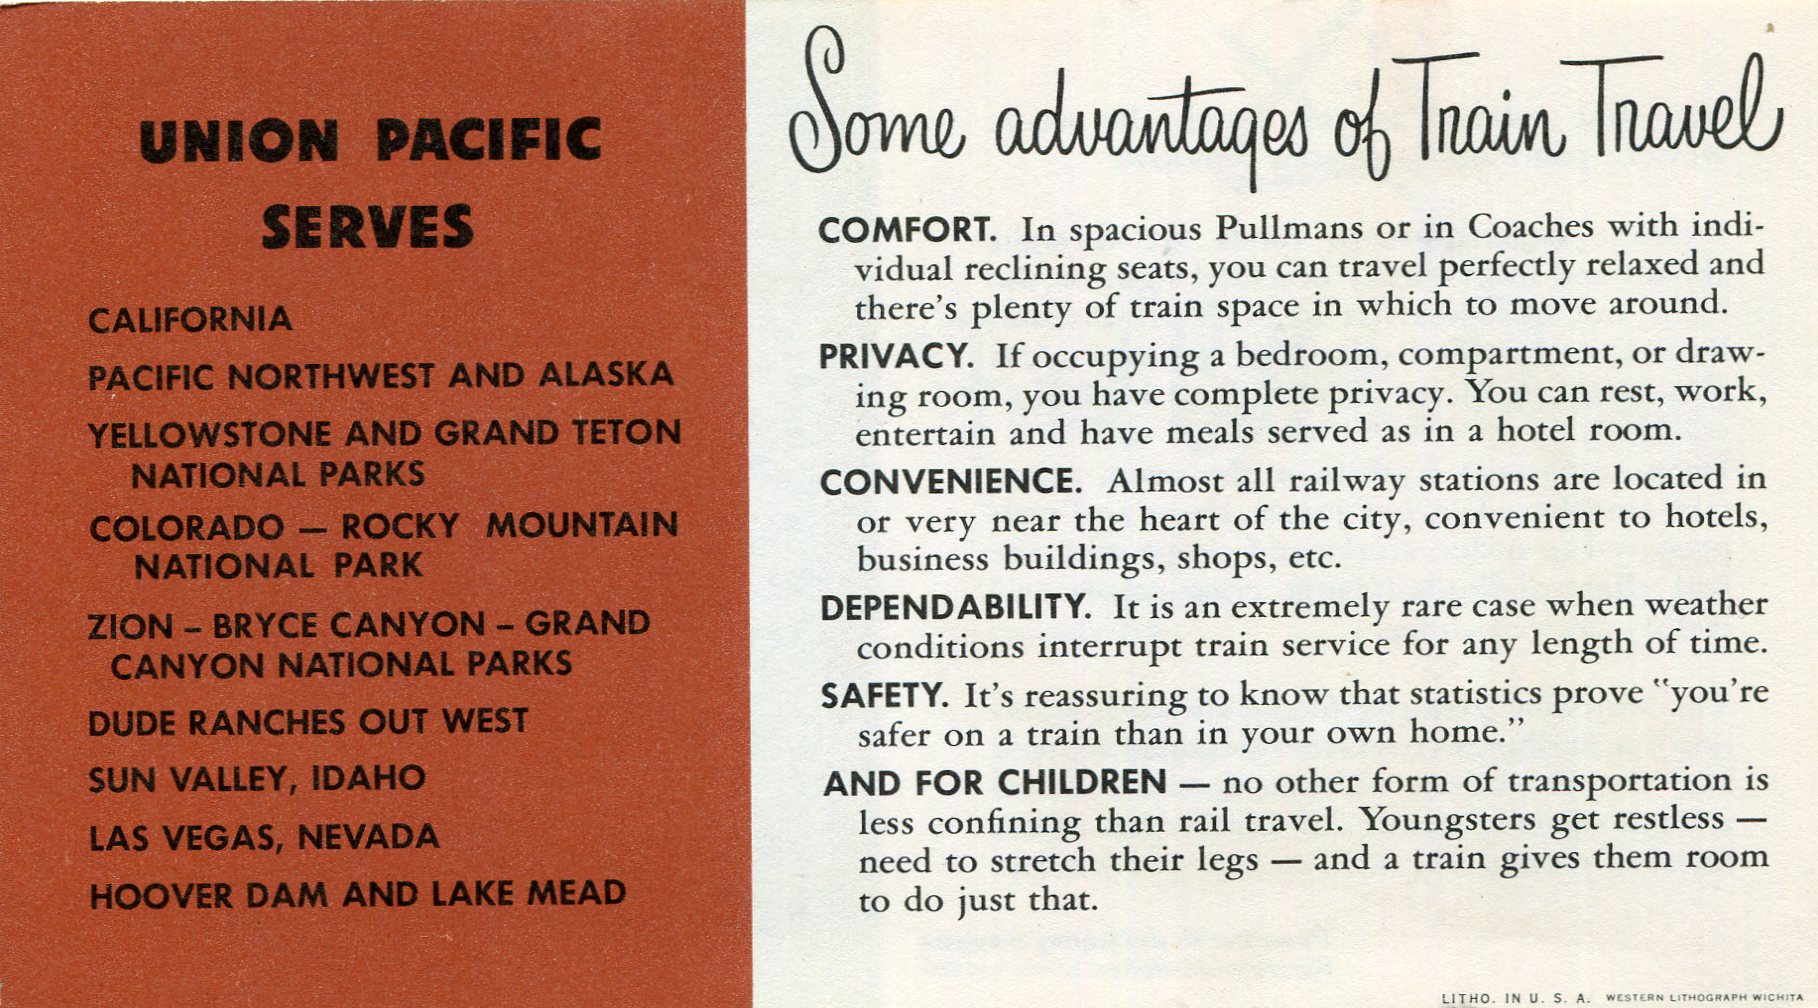 UNION PACIFIC
SERVES
CALIFORNIA
PACIFIC NORTHWEST AND ALASKA
YELLOWSTONE AND GRAND TETON
NATIONAL PARKS
COLORADO — ROCKY MOUNTAIN
NATIONAL PARK
ZION – BRYCE CANYON – GRAND
CANYON NATIONAL PARKS
DUDE RANCHES OUT WEST
SUN VALLEY, IDAHO
LAS VEGAS, NEVADA
HOOVER DAM AND LAKE MEAD
Some advantages of Train Travel
COMFORT. In spacious Pullmans or in Coaches with indi-
vidual reclining seats, you can travel perfectly relaxed and
there's plenty of train space in which to move around.
PRIVACY. If occupying a bedroom, compartment, or draw-
ing room, you have complete privacy. You can rest, work,
entertain and have meals served as in a hotel room.
CONVENIENCE. Almost all railway stations are located in
or very near the heart of the city, convenient to hotels,
business buildings, shops, etc.
DEPENDABILITY. It is an extremely rare case when weather
conditions interrupt train service for any length of time.
SAFETY. It's reassuring to know that statistics prove "you're
safer on a train than in your own home."
AND FOR CHILDREN — no other form of transportation is
less confining than rail travel. Youngsters get restless —
need to stretch their legs — and a train gives them room
to do just that.
LITHO. IN U. S. A. WESTERN LITHOGRAPH WICHITA